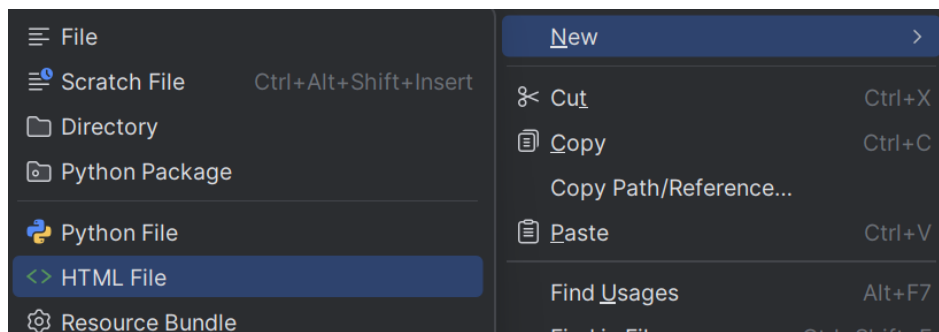 File
Scratch File Ctrl+Alt+Shift+Insert
Directory
Python Package
Python File
HTML File
Resource Bundle
New
Cut Ctrl+X
Copy Ctrl+C
Copy Path/Reference...
Paste Ctrl+V
Find Usages Alt+F7